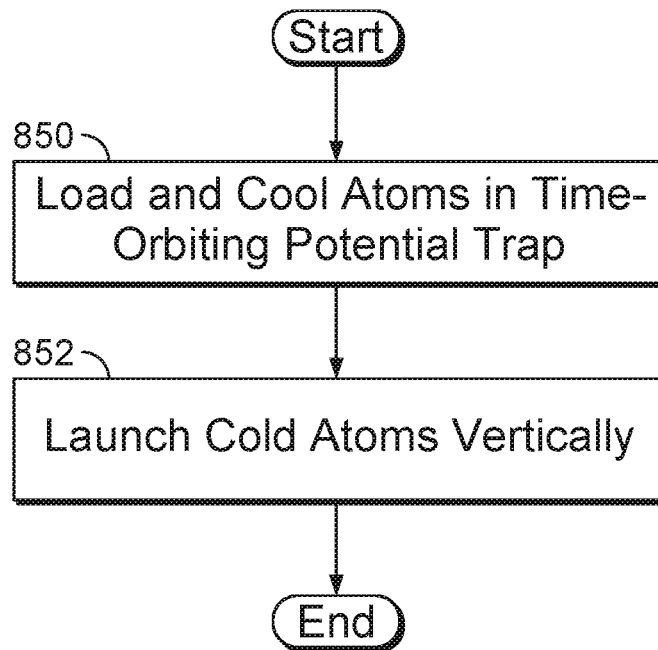 Start
850
Load and Cool Atoms in Time-
Orbiting Potential Trap
852
Launch Cold Atoms Vertically
End